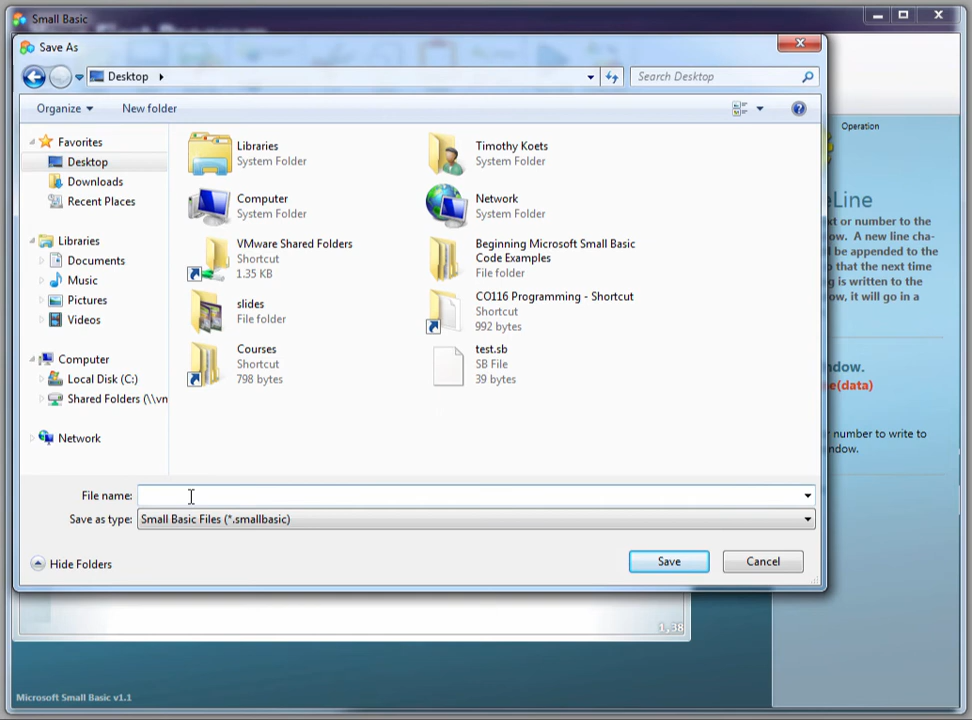 Small Basic
Save As
Desktop
Search Desktop
Organize
New folder
Favorites
Desktop
Downloads
Recent Places
Libraries
Documents
Music
Pictures
Videos
Computer
Local Disk (C:)
Shared Folders (\\vn
Network
Libraries
System Folder
Timothy Koets
System Folder
Computer
System Folder
Network
System Folder
VMware Shared Folders
Shortcut
1.35 KB
Beginning Microsoft Small Basic
Code Examples
File folder
slides
File folder
CO116 Programming - Shortcut
Shortcut
992 bytes
Courses
Shortcut
798 bytes
test.sb
SB File
39 bytes
File name:
Save as type: Small Basic Files (*.smallbasic)
Hide Folders
Save
Cancel
Operation
eLine
xt or number to the
ow. A new line cha-
l be appended to the
o that the next time
g is written to the
ow, it will go in a
ndow.
e(data)
r number to write to
ndow.
1,38
Microsoft Small Basic v1.1